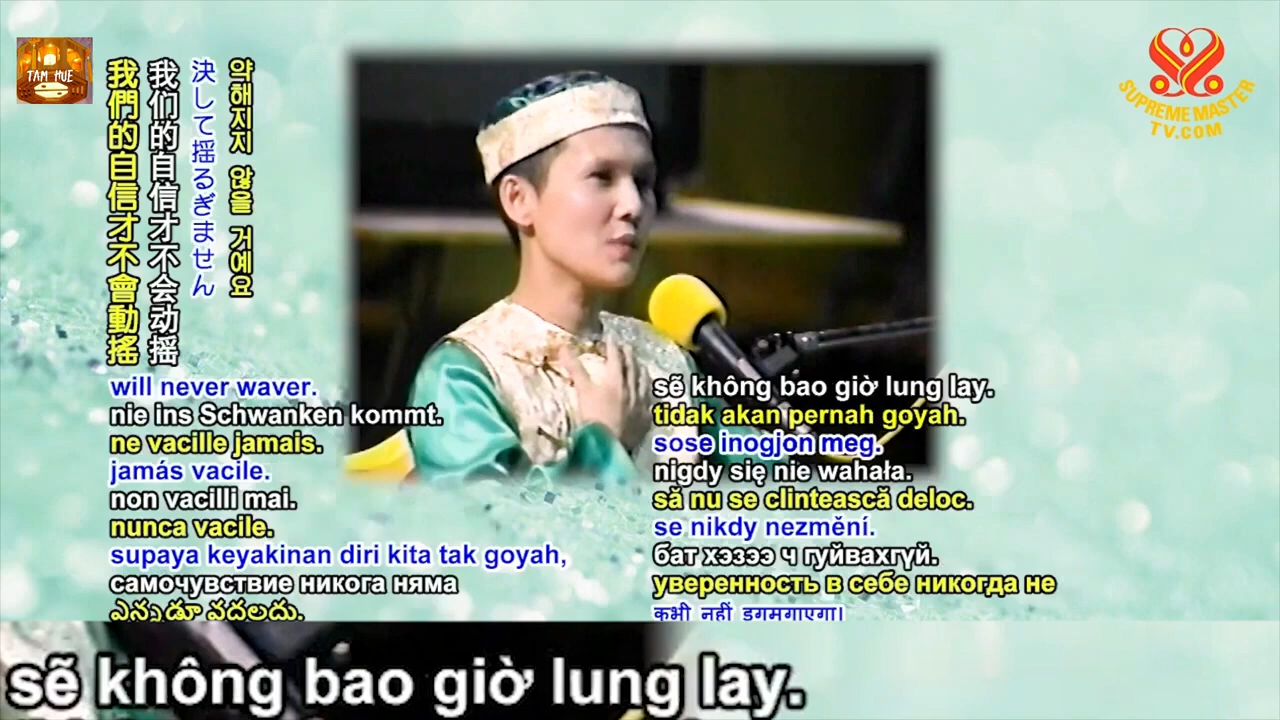 TAM HUE
SUPREME MASTER
TV.COM
我們的自信才不會動搖
我们的自信才不会动摇
決して揺るぎません
약해지지 않을 거예요
will never waver.
nie ins Schwanken kommt.
ne vacille jamais.
jamás vacile.
non vacilli mai.
nunca vacile.
supaya keyakinan diri kita tak goyah,
самочувствие никога няма
ఎన్నడూ వదలదు.
sẽ không bao giờ lung lay.
tidak akan pernah goyah.
sose inogjon meg.
nigdy się nie wahała.
să nu se clintească deloc.
se nikdy nezmění.
бат хэзээ ч гуйвахгүй.
уверенность в себе никогда не
कभी नहीं डगमगाएगा।
sẽ không bao giờ lung lay.